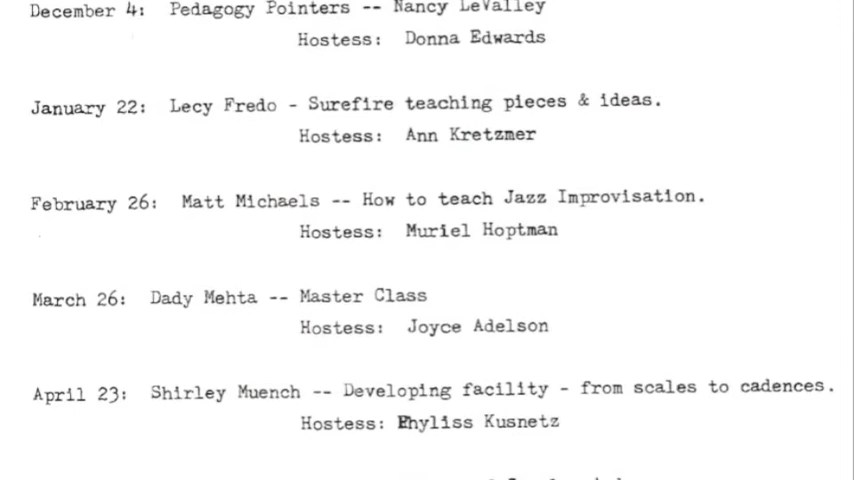 December 4: Pedagogy Pointers -- Nancy LeValley
Hostess: Donna Edwards
January 22: Lecy Fredo - Surefire teaching pieces & ideas.
Hostess: Ann Kretzmer
February 26: Matt Michaels -- How to teach Jazz Improvisation.
Hostess: Muriel Hoptman
March 26: Dady Mehta -- Master Class
Hostess: Joyce Adelson
April 23: Shirley Muench -- Developing facility - from scales to cadences.
Hostess: Phyliss Kusnetz